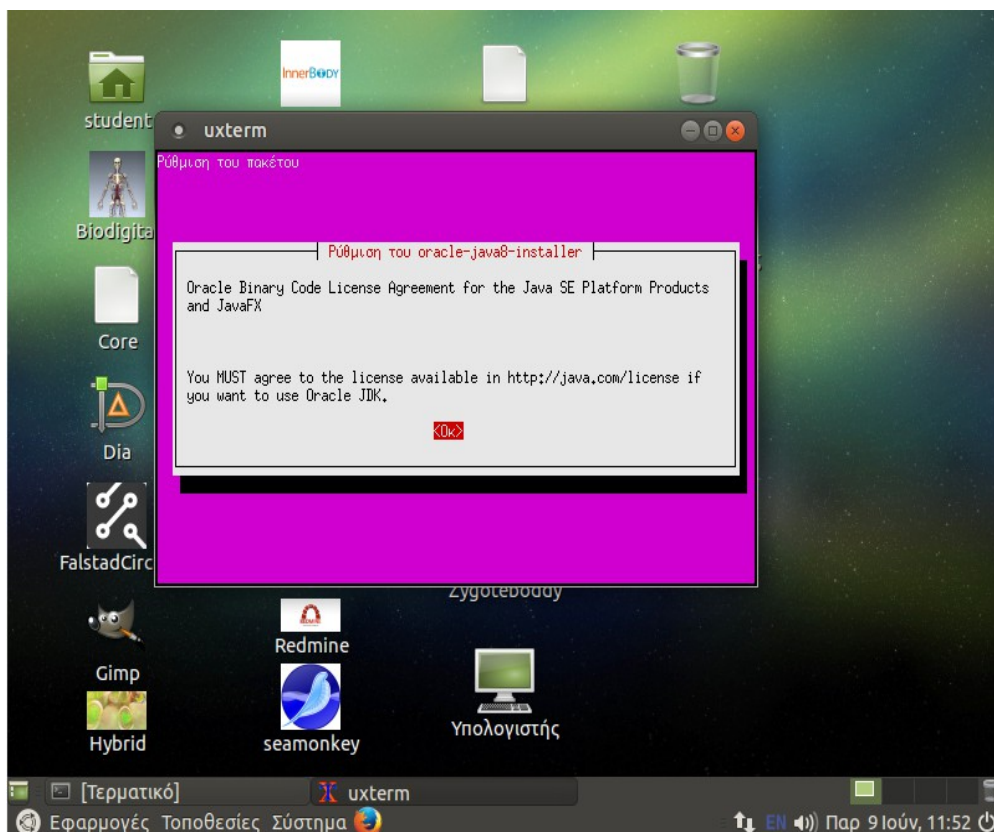 InnerBODY
student
uxterm
Ρύθμιση του πακέτου
Biodigita
Ρύθμιση του oracle-java8-installer
Oracle Binary Code License Agreement for the Java SE Platform Products
and JavaFX
Core
You MUST agree to the license available in http://java.com/license if
you want to use Oracle JDK.
<Οκ>
Dia
FalstadCirc
Zygoteboddy
Redmine
Gimp
Υπολογιστής
Hybrid
seamonkey
[Τερματικό]
uxterm
Εφαρμογές Τοποθεσίες Σύστημα
EN
Παρ 9 Ιούν, 11:52